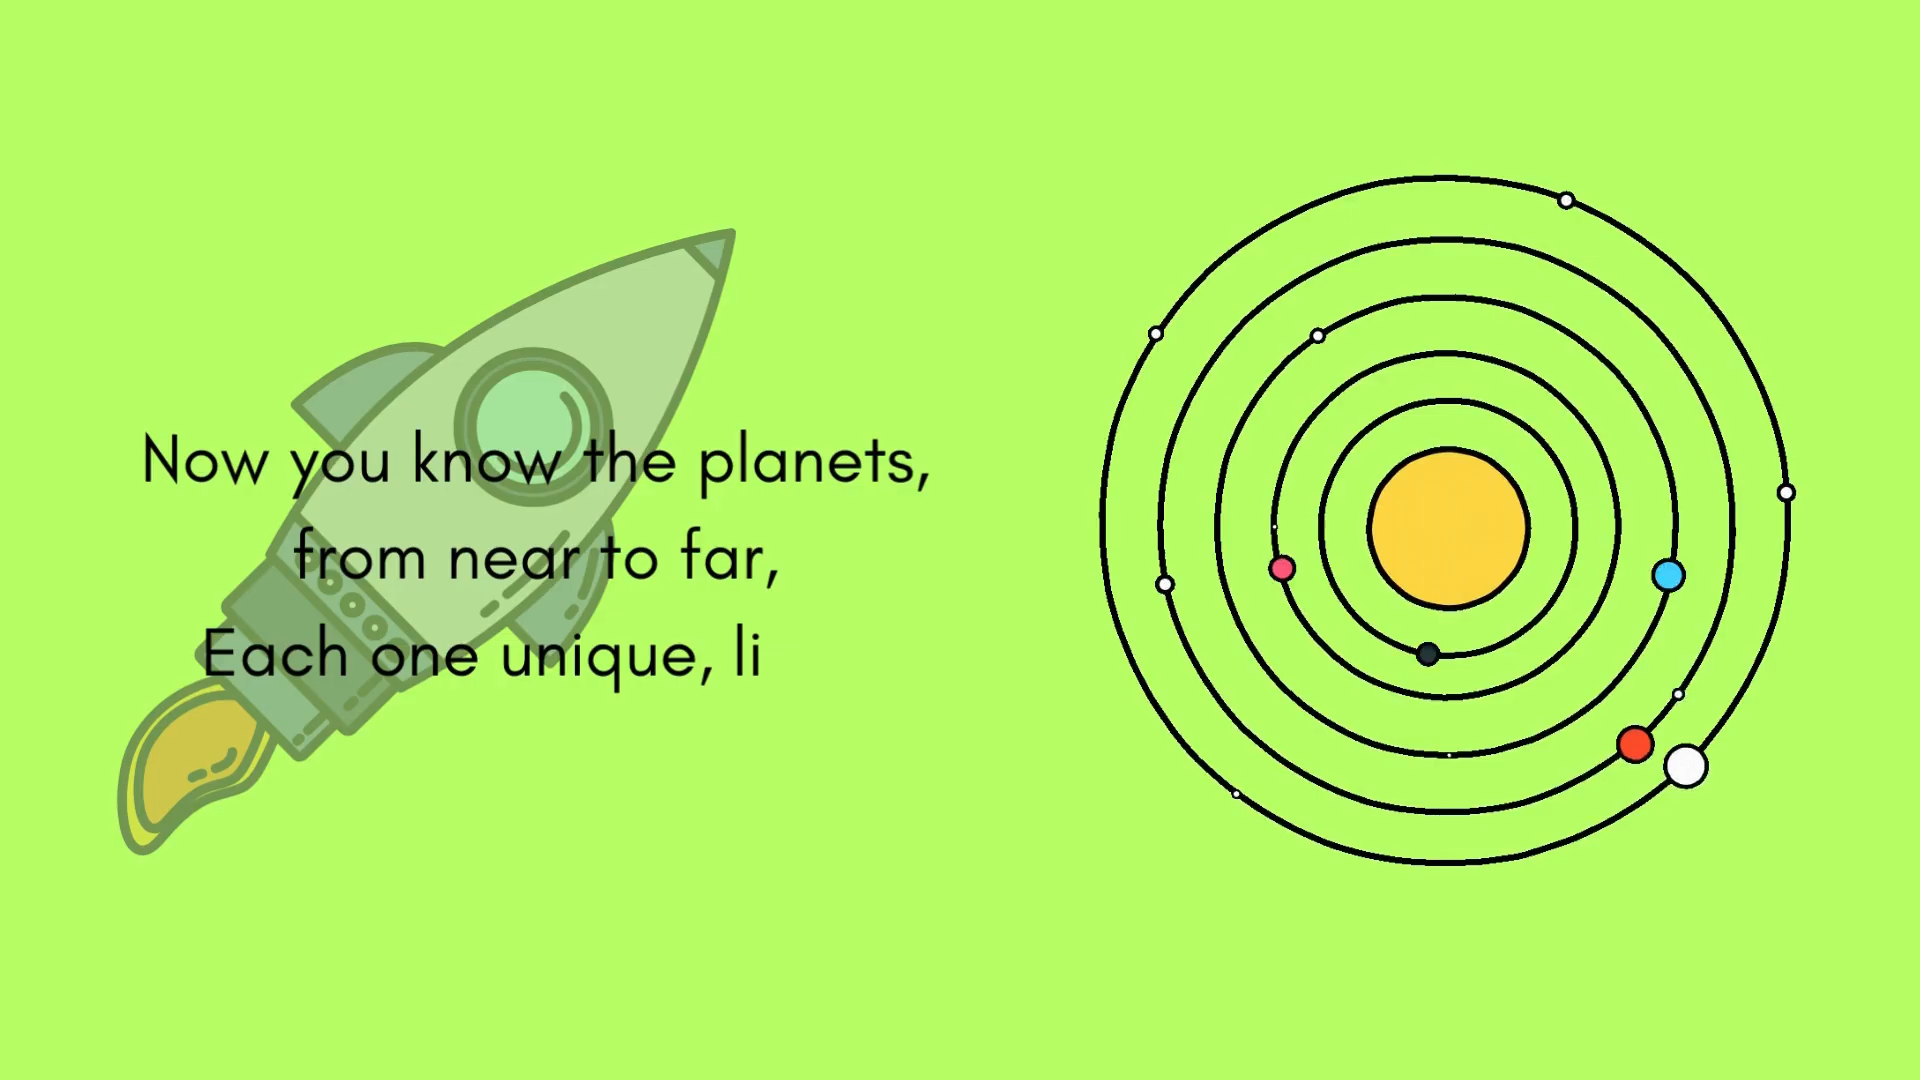 Now you know the planets,
from near to far,
Each one unique, li